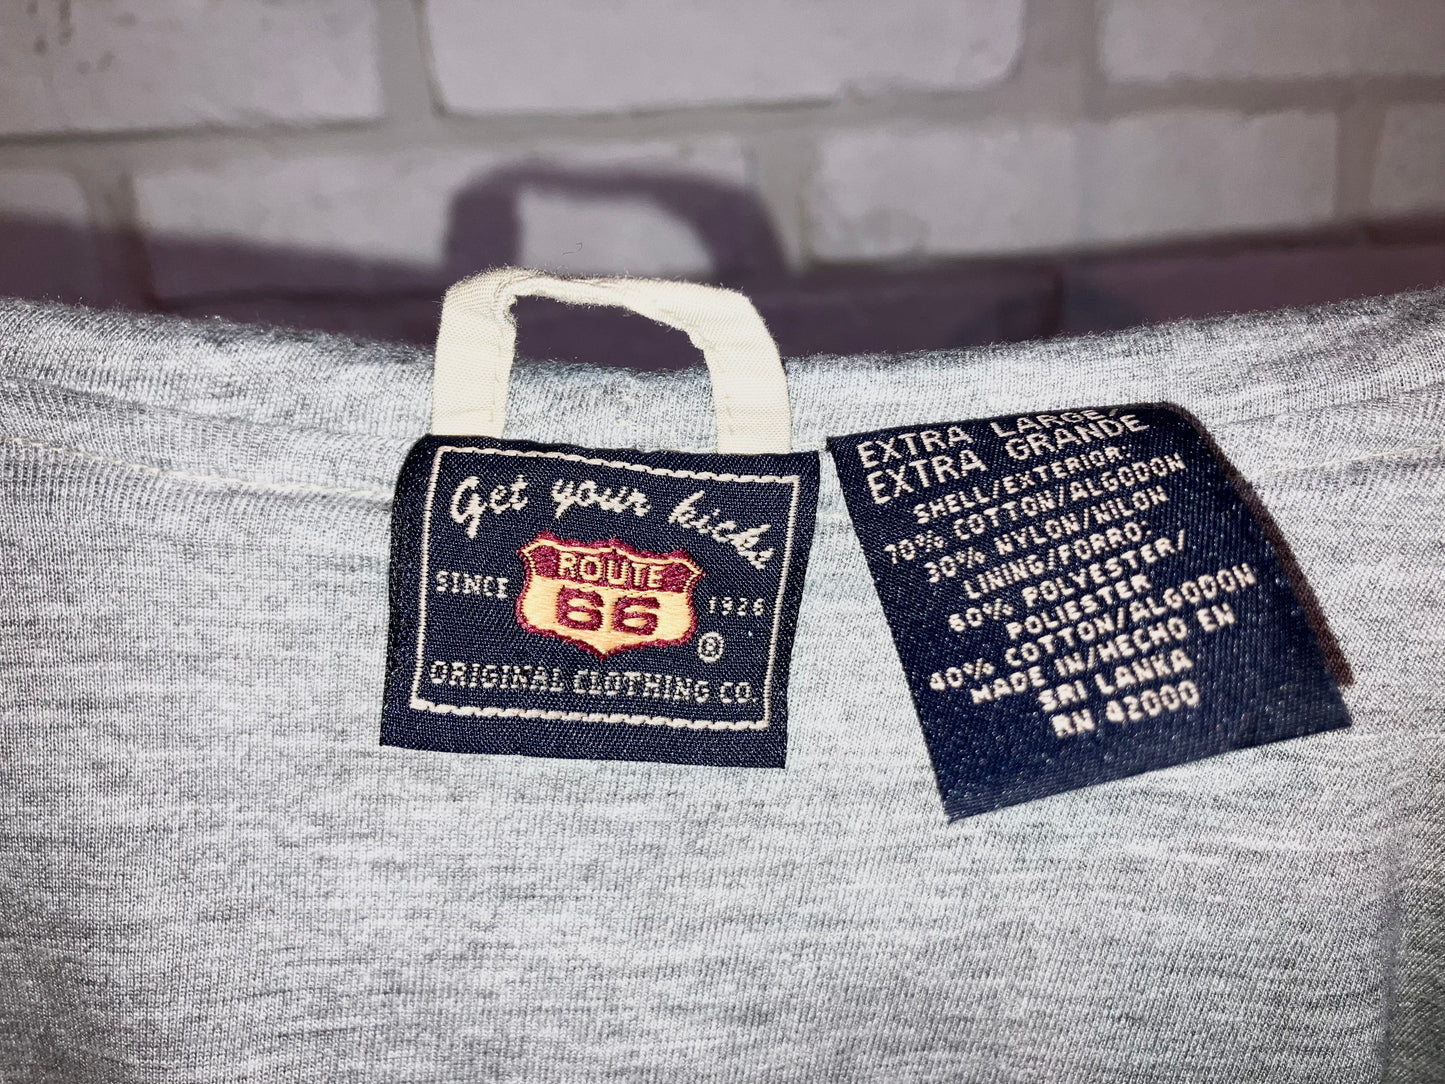 Get your kicks
ROUTE
66
SINCE 1926
®
ORIGINAL CLOTHING CO.
EXTRA LARGE/
EXTRA GRANDE
SHELL/EXTERIOR:
70% COTTON/ALGODON
30% NYLON/NILON
LINING/FORRO:
60% POLYESTER/
POLIESTER
40% COTTON/ALGODON
MADE IN/HECHO EN
SRI LANKA
RN 42000